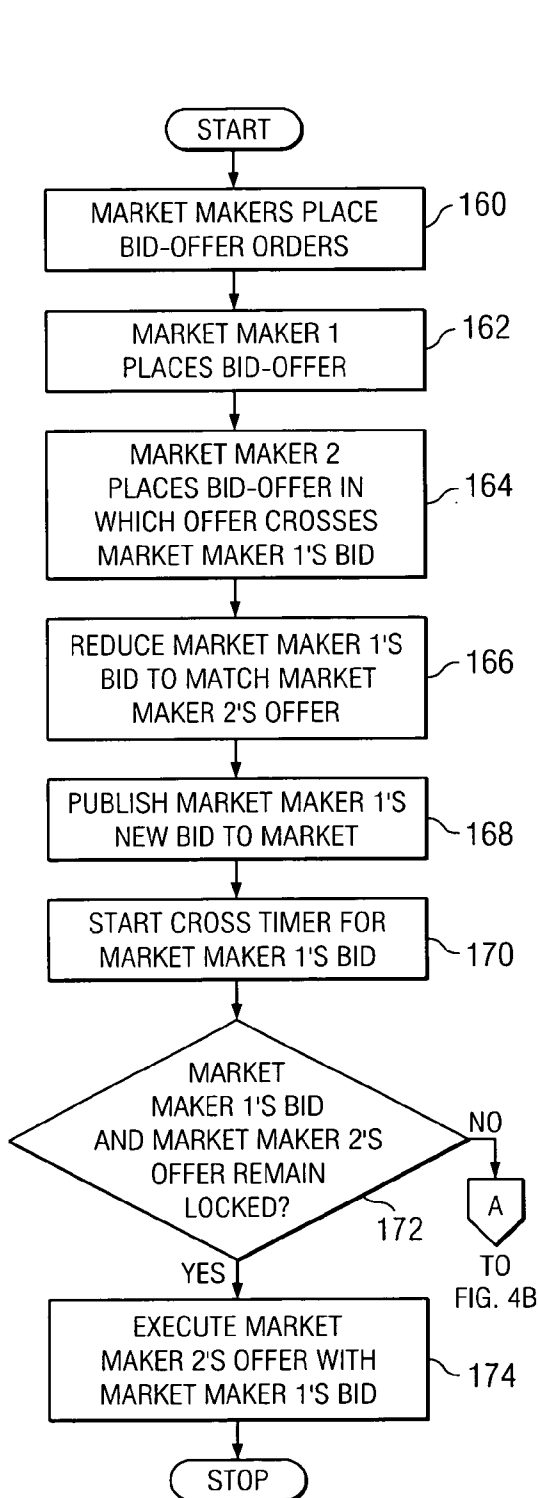 START
MARKET MAKERS PLACE
BID-OFFER ORDERS
160
MARKET MAKER 1
PLACES BID-OFFER
162
MARKET MAKER 2
PLACES BID-OFFER IN
WHICH OFFER CROSSES
MARKET MAKER 1'S BID
164
REDUCE MARKET MAKER 1'S
BID TO MATCH MARKET
MAKER 2'S OFFER
166
PUBLISH MARKET MAKER 1'S
NEW BID TO MARKET
168
START CROSS TIMER FOR
MARKET MAKER 1'S BID
170
MARKET
MAKER 1'S BID
AND MARKET MAKER 2'S
OFFER REMAIN
LOCKED?
172
NO
A
TO
FIG. 4B
YES
EXECUTE MARKET
MAKER 2'S OFFER WITH
MARKET MAKER 1'S BID
174
STOP